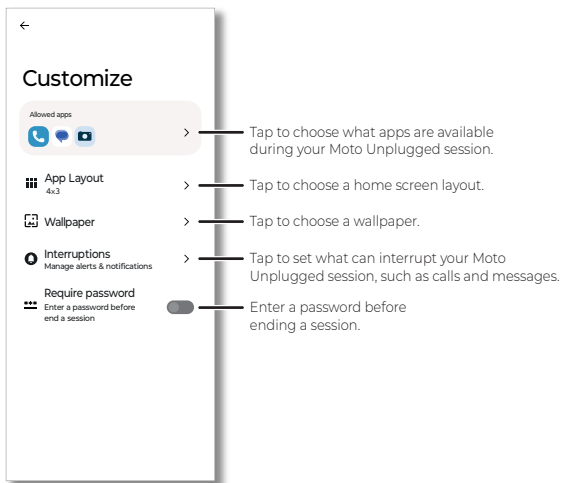 Customize
Allowed apps
Tap to choose what apps are available
during your Moto Unplugged session.
App Layout
4x3
Tap to choose a home screen layout.
Wallpaper
Tap to choose a wallpaper.
Interruptions
Manage alerts & notifications
Tap to set what can interrupt your Moto
Unplugged session, such as calls and messages.
Require password
Enter a password before
end a session
Enter a password before
ending a session.